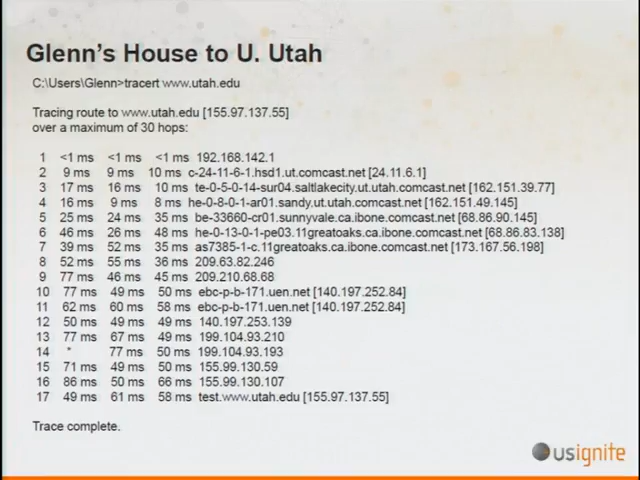 Glenn's House to U. Utah
C:\Users\Glenn>tracert www.utah.edu
Tracing route to www.utah.edu [155.97.137.55]
over a maximum of 30 hops:
1 <1 ms <1 ms <1 ms 192.168.142.1
2 9 ms 9 ms 10 ms c-24-11-6-1.hsd1.ut.comcast.net [24.11.6.1]
3 17 ms 16 ms 10 ms te-0-5-0-14-sur04.saltlakecity.ut.utah.comcast.net [162.151.39.77]
4 16 ms 9 ms 8 ms he-0-8-0-1-ar01.sandy.ut.utah.comcast.net [162.151.49.145]
5 25 ms 24 ms 35 ms be-33660-cr01.sunnyvale.ca.ibone.comcast.net [68.86.90.145]
6 46 ms 26 ms 48 ms he-0-13-0-1-pe03.11greatoaks.ca.ibone.comcast.net [68.86.83.138]
7 39 ms 52 ms 35 ms as7385-1-c.11greatoaks.ca.ibone.comcast.net [173.167.56.198]
8 52 ms 55 ms 36 ms 209.63.82.246
9 77 ms 46 ms 45 ms 209.210.68.68
10 77 ms 49 ms 50 ms ebc-p-b-171.uen.net [140.197.252.84]
11 62 ms 60 ms 58 ms ebc-p-b-171.uen.net [140.197.252.84]
12 50 ms 49 ms 49 ms 140.197.253.139
13 77 ms 67 ms 49 ms 199.104.93.210
14 * 77 ms 50 ms 199.104.93.193
15 71 ms 49 ms 50 ms 155.99.130.59
16 86 ms 50 ms 66 ms 155.99.130.107
17 49 ms 61 ms 58 ms test.www.utah.edu [155.97.137.55]
Trace complete.
usignite